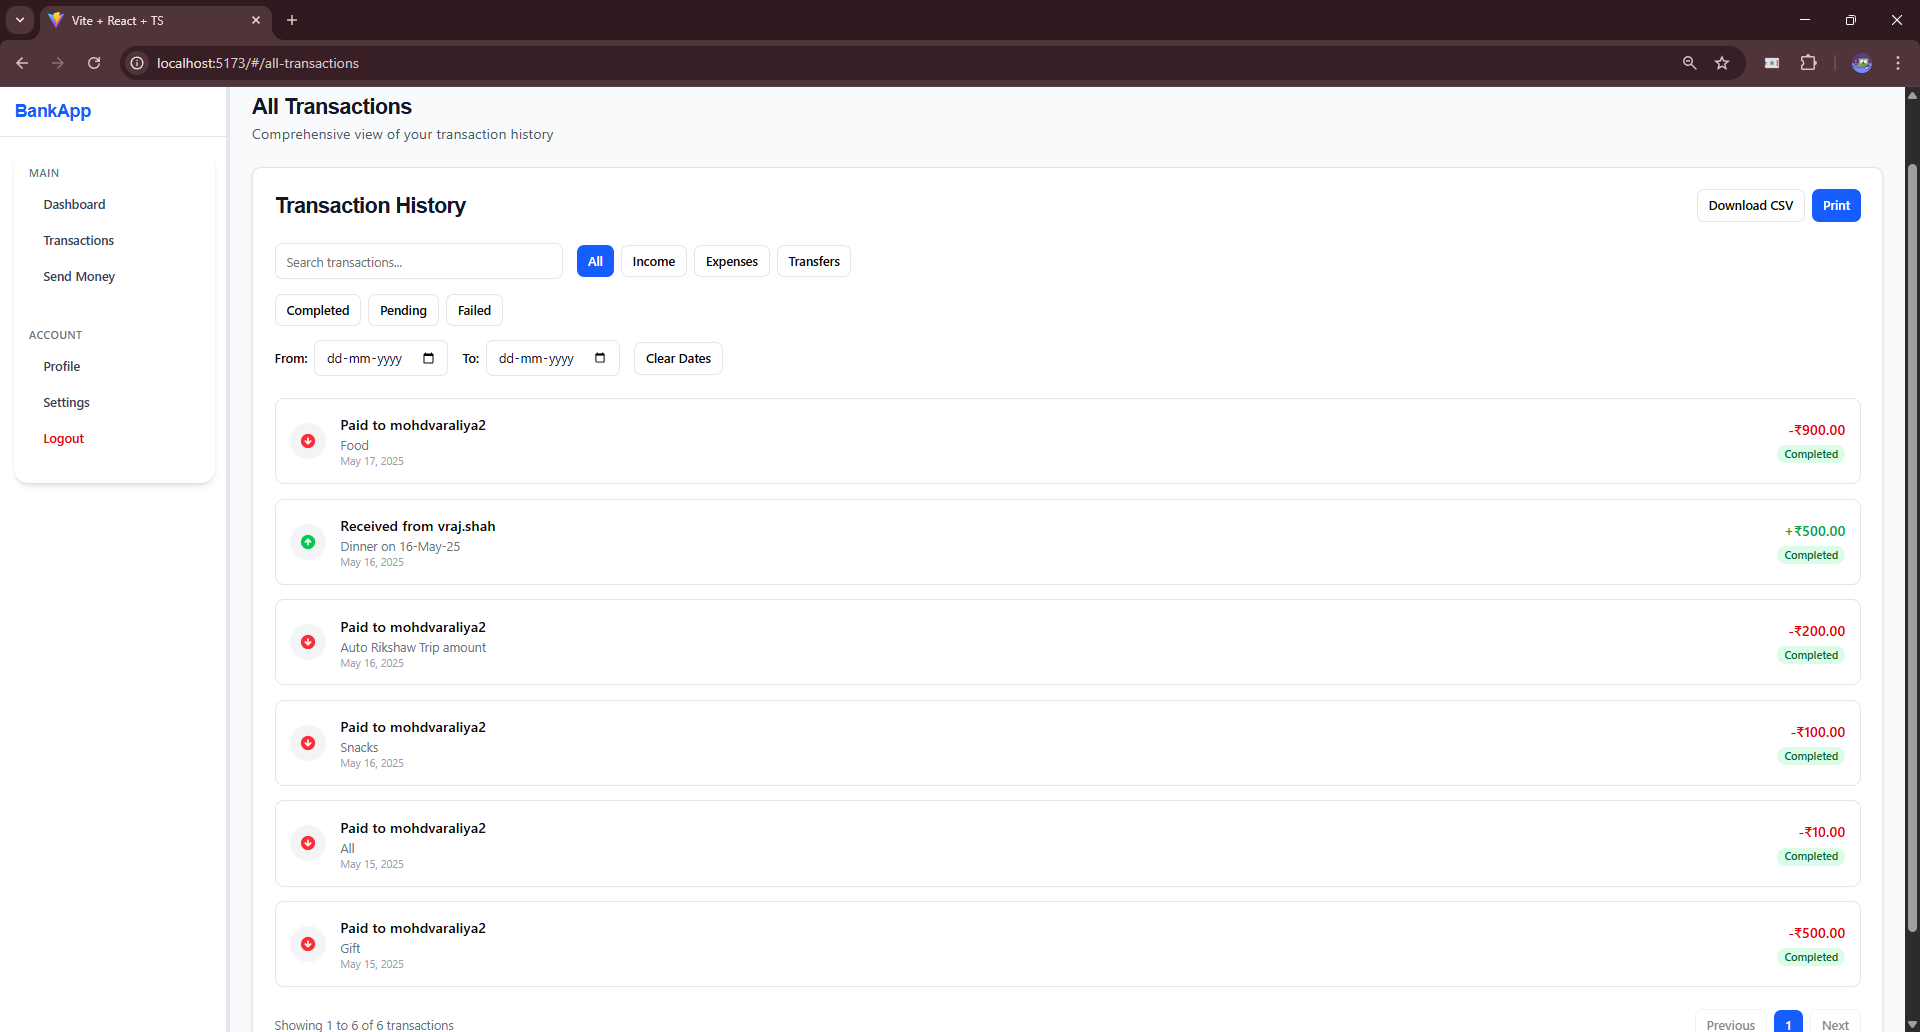 Vite + React + TS
localhost:5173/#/all-transactions
BankApp
MAIN
Dashboard
Transactions
Send Money
ACCOUNT
Profile
Settings
Logout
All Transactions
Comprehensive view of your transaction history
Transaction History
Download CSV
Print
Search transactions...
All
Income
Expenses
Transfers
Completed
Pending
Failed
From:
dd-mm-yyyy
To:
dd-mm-yyyy
Clear Dates
Paid to mohdvaraliya2
Food
May 17, 2025
-₹900.00
Completed
Received from vraj.shah
Dinner on 16-May-25
May 16, 2025
+₹500.00
Completed
Paid to mohdvaraliya2
Auto Rikshaw Trip amount
May 16, 2025
-₹200.00
Completed
Paid to mohdvaraliya2
Snacks
May 16, 2025
-₹100.00
Completed
Paid to mohdvaraliya2
All
May 15, 2025
-₹10.00
Completed
Paid to mohdvaraliya2
Gift
May 15, 2025
-₹500.00
Completed
Showing 1 to 6 of 6 transactions
Previous
1
Next